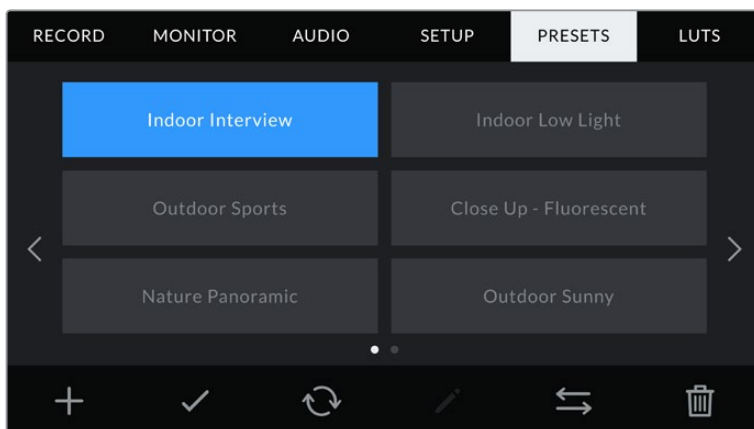 RECORD MONITOR AUDIO SETUP PRESETS LUTS
Indoor Interview Indoor Low Light
Outdoor Sports Close Up - Fluorescent
Nature Panoramic Outdoor Sunny